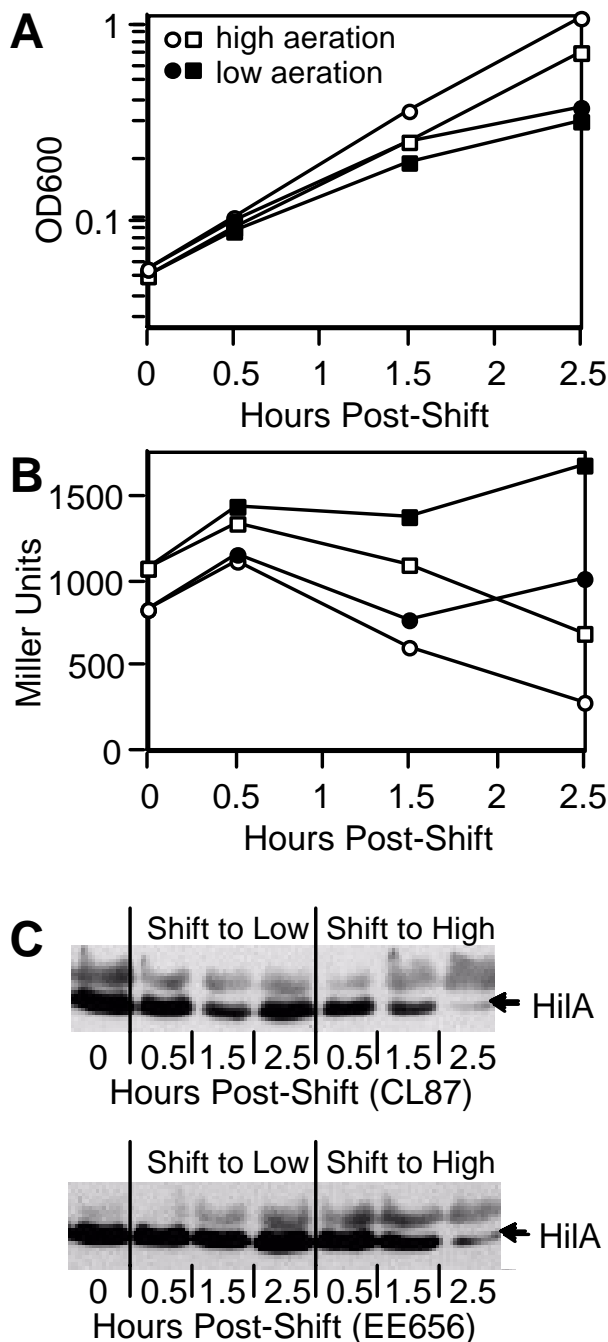 A
1
high aeration
low aeration
OD600
0.1
0 0.5 1 1.5 2 2.5
Hours Post-Shift
B
1500
1000
500
0
Miller Units
0 0.5 1 1.5 2 2.5
Hours Post-Shift
C
Shift to Low Shift to High
HilA
0 0.5 1.5 2.5 0.5 1.5 2.5
Hours Post-Shift (CL87)
Shift to Low Shift to High
HilA
0 0.5 1.5 2.5 0.5 1.5 2.5
Hours Post-Shift (EE656)